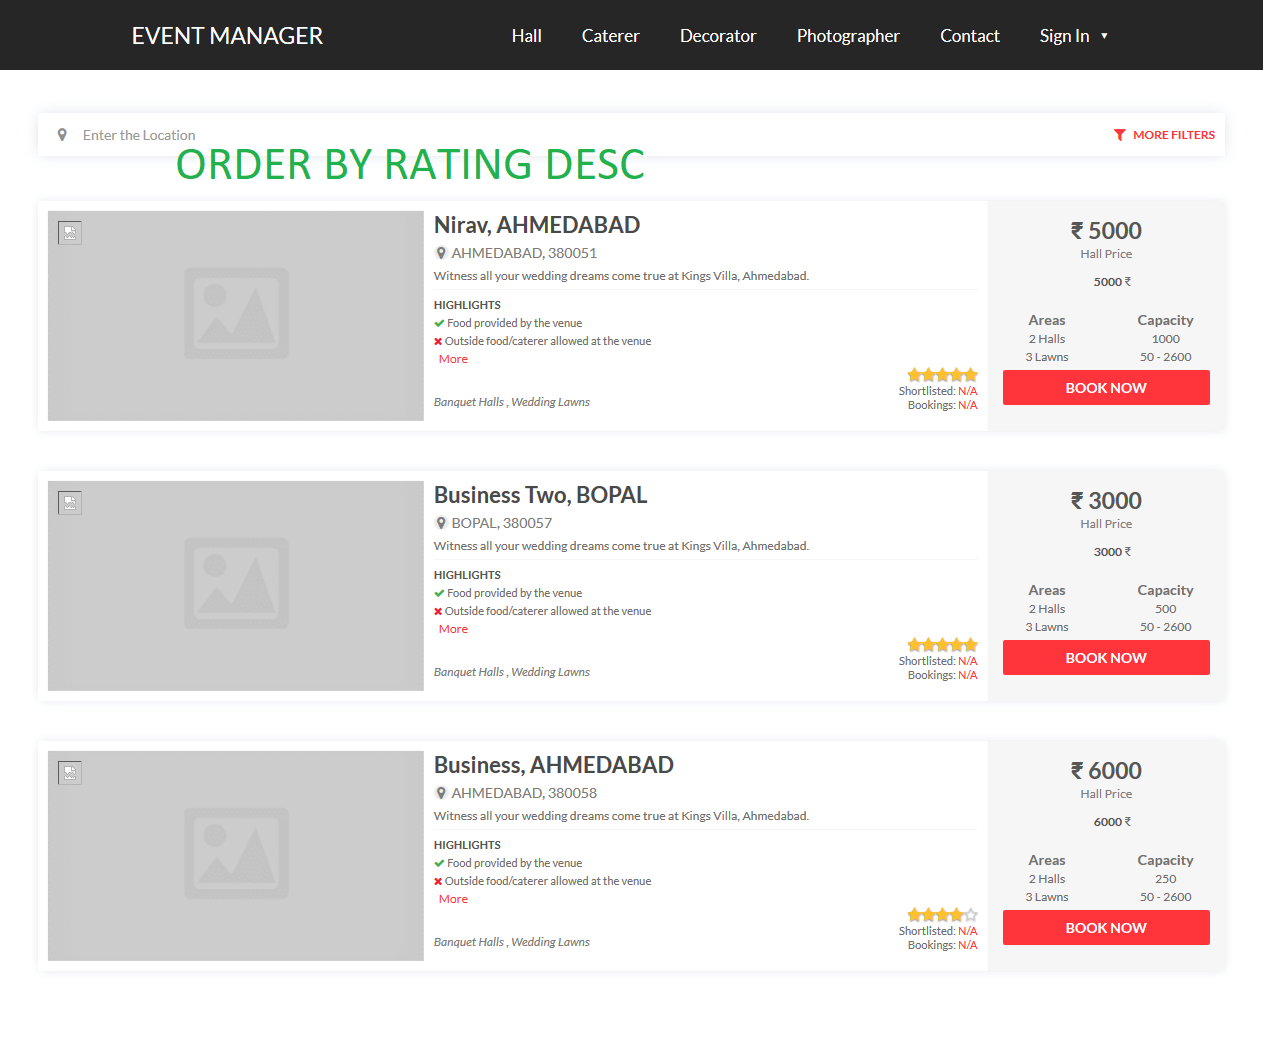 EVENT MANAGER Hall Caterer Decorator Photographer Contact Sign In
Enter the Location MORE FILTERS
ORDER BY RATING DESC
Nirav, AHMEDABAD
AHMEDABAD, 380051
Witness all your wedding dreams come true at Kings Villa, Ahmedabad.
HIGHLIGHTS
Food provided by the venue
Outside food/caterer allowed at the venue
More
Shortlisted: N/A
Bookings: N/A
Banquet Halls , Wedding Lawns
₹ 5000
Hall Price
5000 ₹
Areas Capacity
2 Halls 1000
3 Lawns 50 - 2600
BOOK NOW
Business Two, BOPAL
BOPAL, 380057
Witness all your wedding dreams come true at Kings Villa, Ahmedabad.
HIGHLIGHTS
Food provided by the venue
Outside food/caterer allowed at the venue
More
Shortlisted: N/A
Bookings: N/A
Banquet Halls , Wedding Lawns
₹ 3000
Hall Price
3000 ₹
Areas Capacity
2 Halls 500
3 Lawns 50 - 2600
BOOK NOW
Business, AHMEDABAD
AHMEDABAD, 380058
Witness all your wedding dreams come true at Kings Villa, Ahmedabad.
HIGHLIGHTS
Food provided by the venue
Outside food/caterer allowed at the venue
More
Shortlisted: N/A
Bookings: N/A
Banquet Halls , Wedding Lawns
₹ 6000
Hall Price
6000 ₹
Areas Capacity
2 Halls 250
3 Lawns 50 - 2600
BOOK NOW